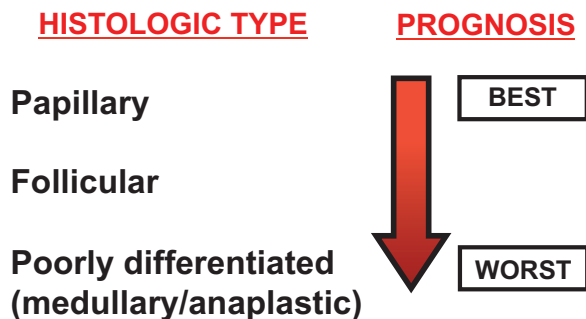 HISTOLOGIC TYPE PROGNOSIS
Papillary BEST
Follicular
Poorly differentiated
(medullary/anaplastic) WORST